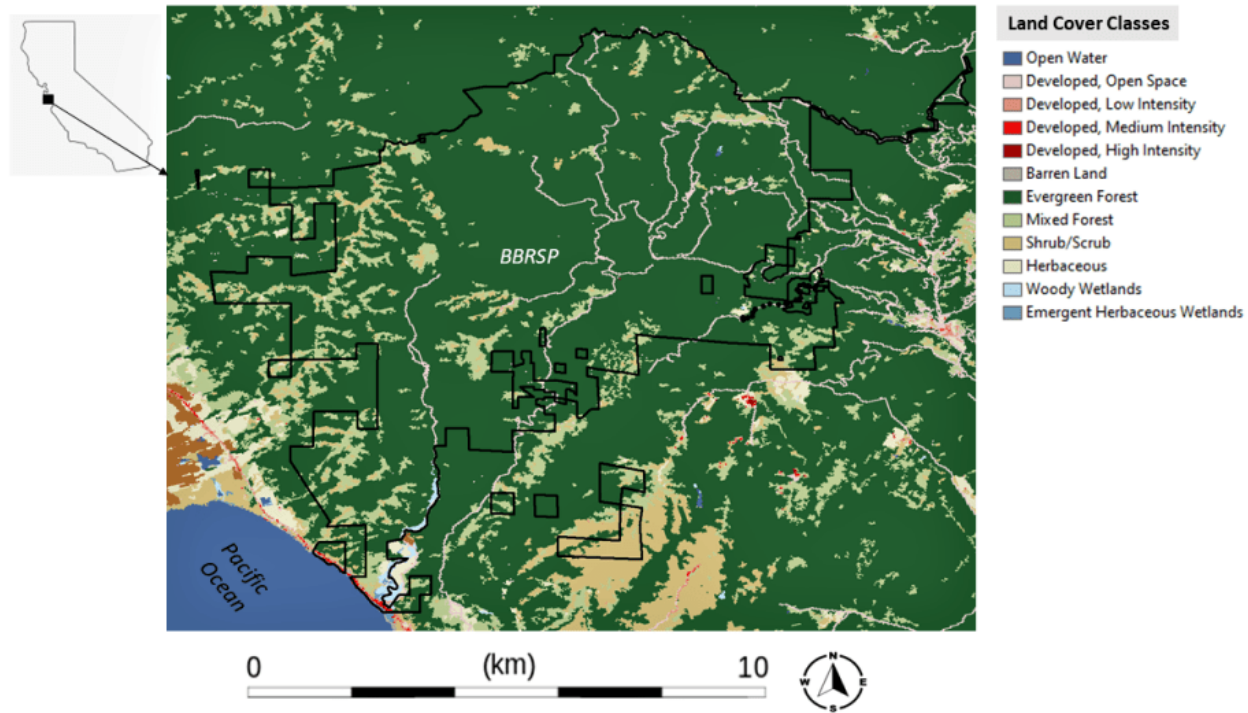 Land Cover Classes
Open Water
Developed, Open Space
Developed, Low Intensity
Developed, Medium Intensity
Developed, High Intensity
Barren Land
Evergreen Forest
Mixed Forest
Shrub/Scrub
Herbaceous
Woody Wetlands
Emergent Herbaceous Wetlands
BBRSP
Pacific
Ocean
0 (km) 10
N
W E
S